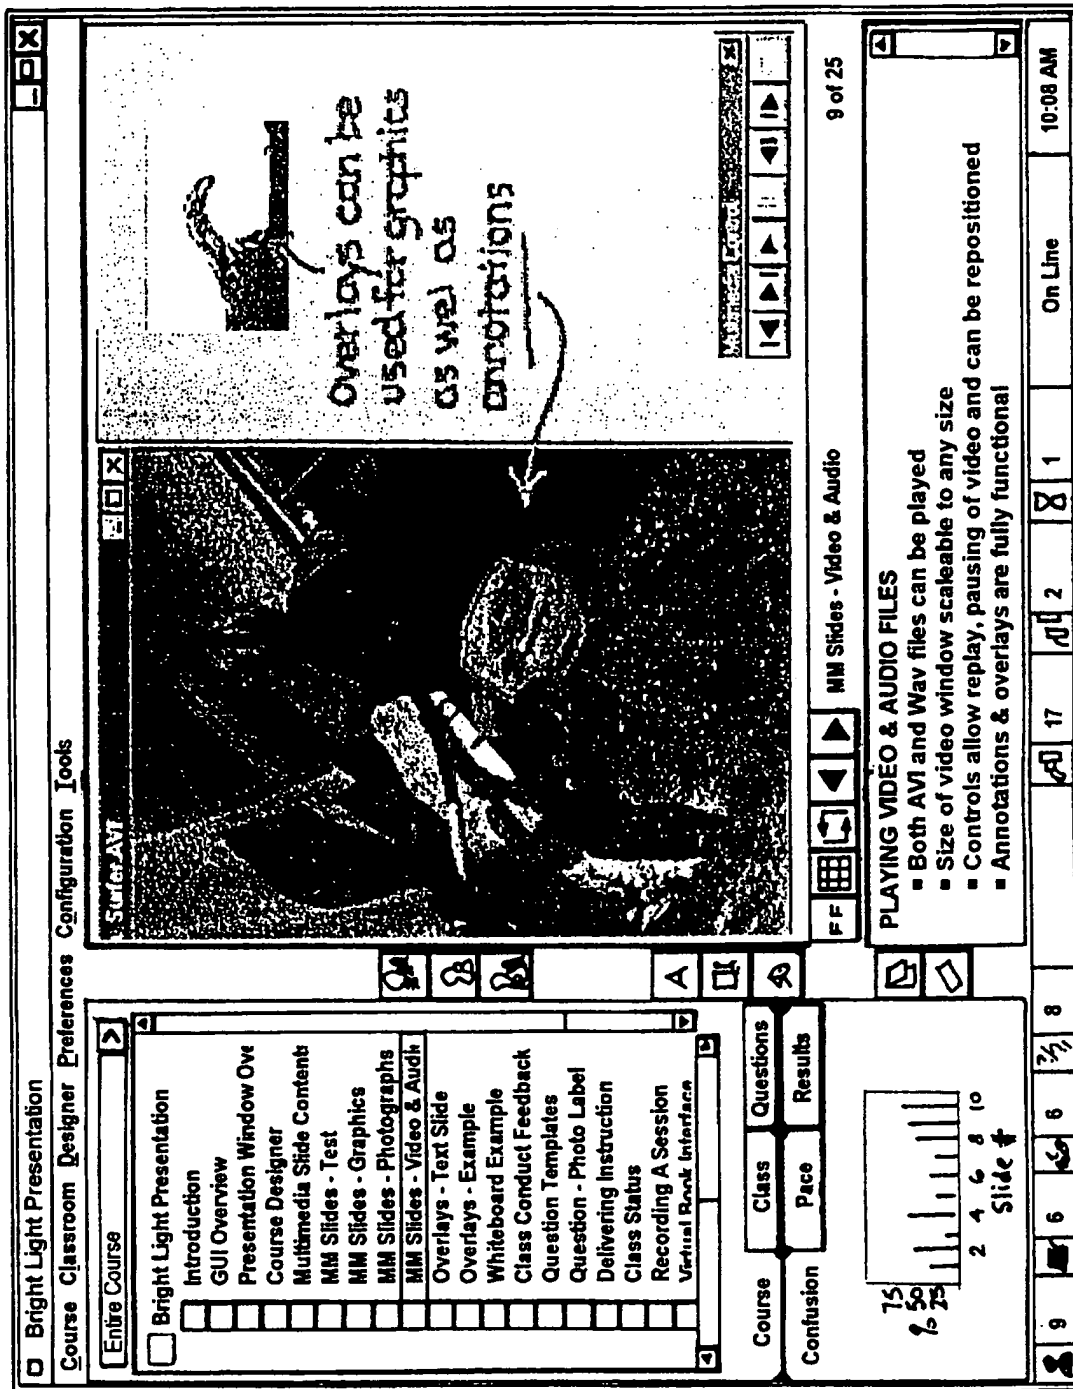 Bright Light Presentation
Course Classroom Designer Preferences Configuration Tools
Entire Course
Bright Light Presentation
Introduction
GUI Overview
Presentation Window Ove
Course Designer
Multimedia Slide Contents
MM Slides - Test
MM Slides - Graphics
MM Slides - Photographs
MM Slides - Video & Audi
Overlays - Text Slide
Overlays - Example
Whiteboard Example
Class Conduct Feedback
Question Templates
Question - Photo Label
Delivering Instruction
Class Status
Recording A Session
Virtual Book Interface
Course Class Questions
Confusion Pace Results
75
% 50
25
2 4 6 8 10
Slide #
A
Surfer.AVI
Overlays can be
used for graphics
as wel as
annotations
FF
MM Slides - Video & Audio
9 of 25
PLAYING VIDEO & AUDIO FILES
■ Both AVI and Wav files can be played
■ Size of video window scaleable to any size
■ Controls allow replay, pausing of video and can be repositioned
■ Annotations & overlays are fully functional
9 6 6 8 17 2 1 On Line 10:08 AM